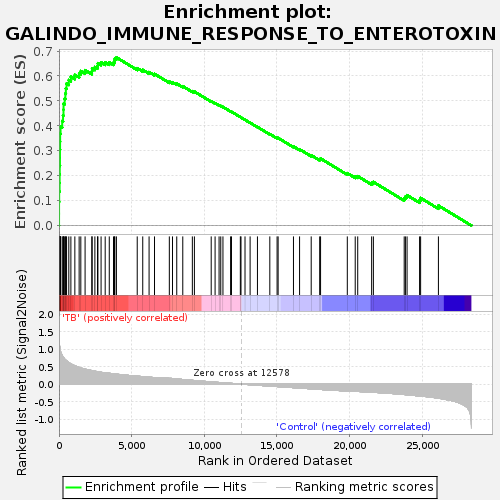 Enrichment plot:
GALINDO_IMMUNE_RESPONSE_TO_ENTEROTOXIN
Enrichment score (ES)
0.7
0.6
0.5
0.4
0.3
0.2
0.1
0.0
'TB' (positively correlated)
Ranked list metric (Signal2Noise)
2.0
1.5
1.0
0.5
0.0
-0.5
-1.0
Zero cross at 12578
'Control' (negatively correlated)
0 5,000 10,000 15,000 20,000 25,000
Rank in Ordered Dataset
Enrichment profile Hits Ranking metric scores